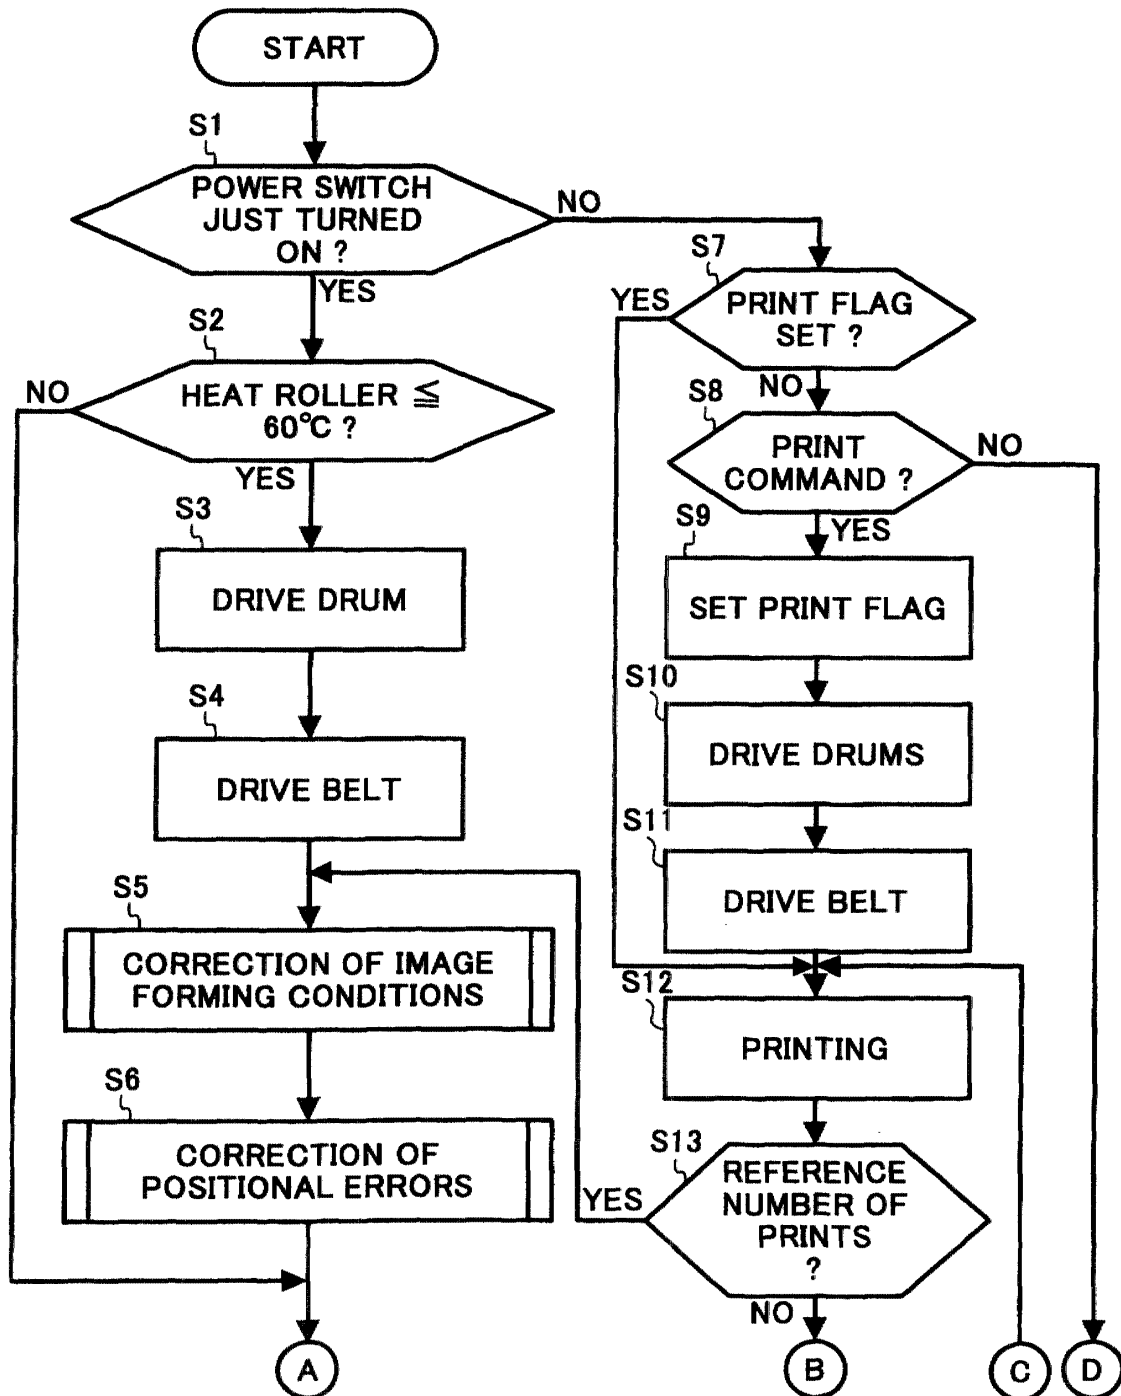 START
S1
POWER SWITCH
JUST TURNED
ON ?
NO
YES
S7
PRINT FLAG
SET ?
YES
NO
S2
HEAT ROLLER ≦
60°C ?
NO
YES
S8
PRINT
COMMAND ?
NO
YES
S3
DRIVE DRUM
S9
SET PRINT FLAG
S4
DRIVE BELT
S10
DRIVE DRUMS
S11
DRIVE BELT
S5
CORRECTION OF IMAGE
FORMING CONDITIONS
S12
PRINTING
S6
CORRECTION OF
POSITIONAL ERRORS
S13
REFERENCE
NUMBER OF
PRINTS
?
YES
NO
A
B
C
D